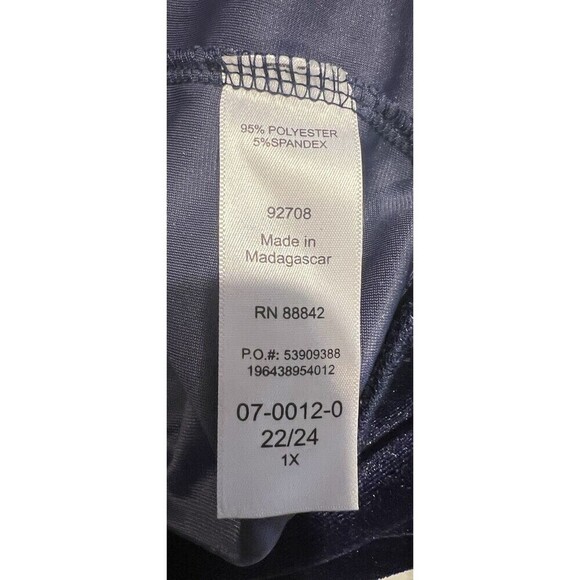 95% POLYESTER
5%SPANDEX
92708
Made in
Madagascar
RN 88842
P.O.#: 53909388
196438954012
07-0012-0
22/24
1X